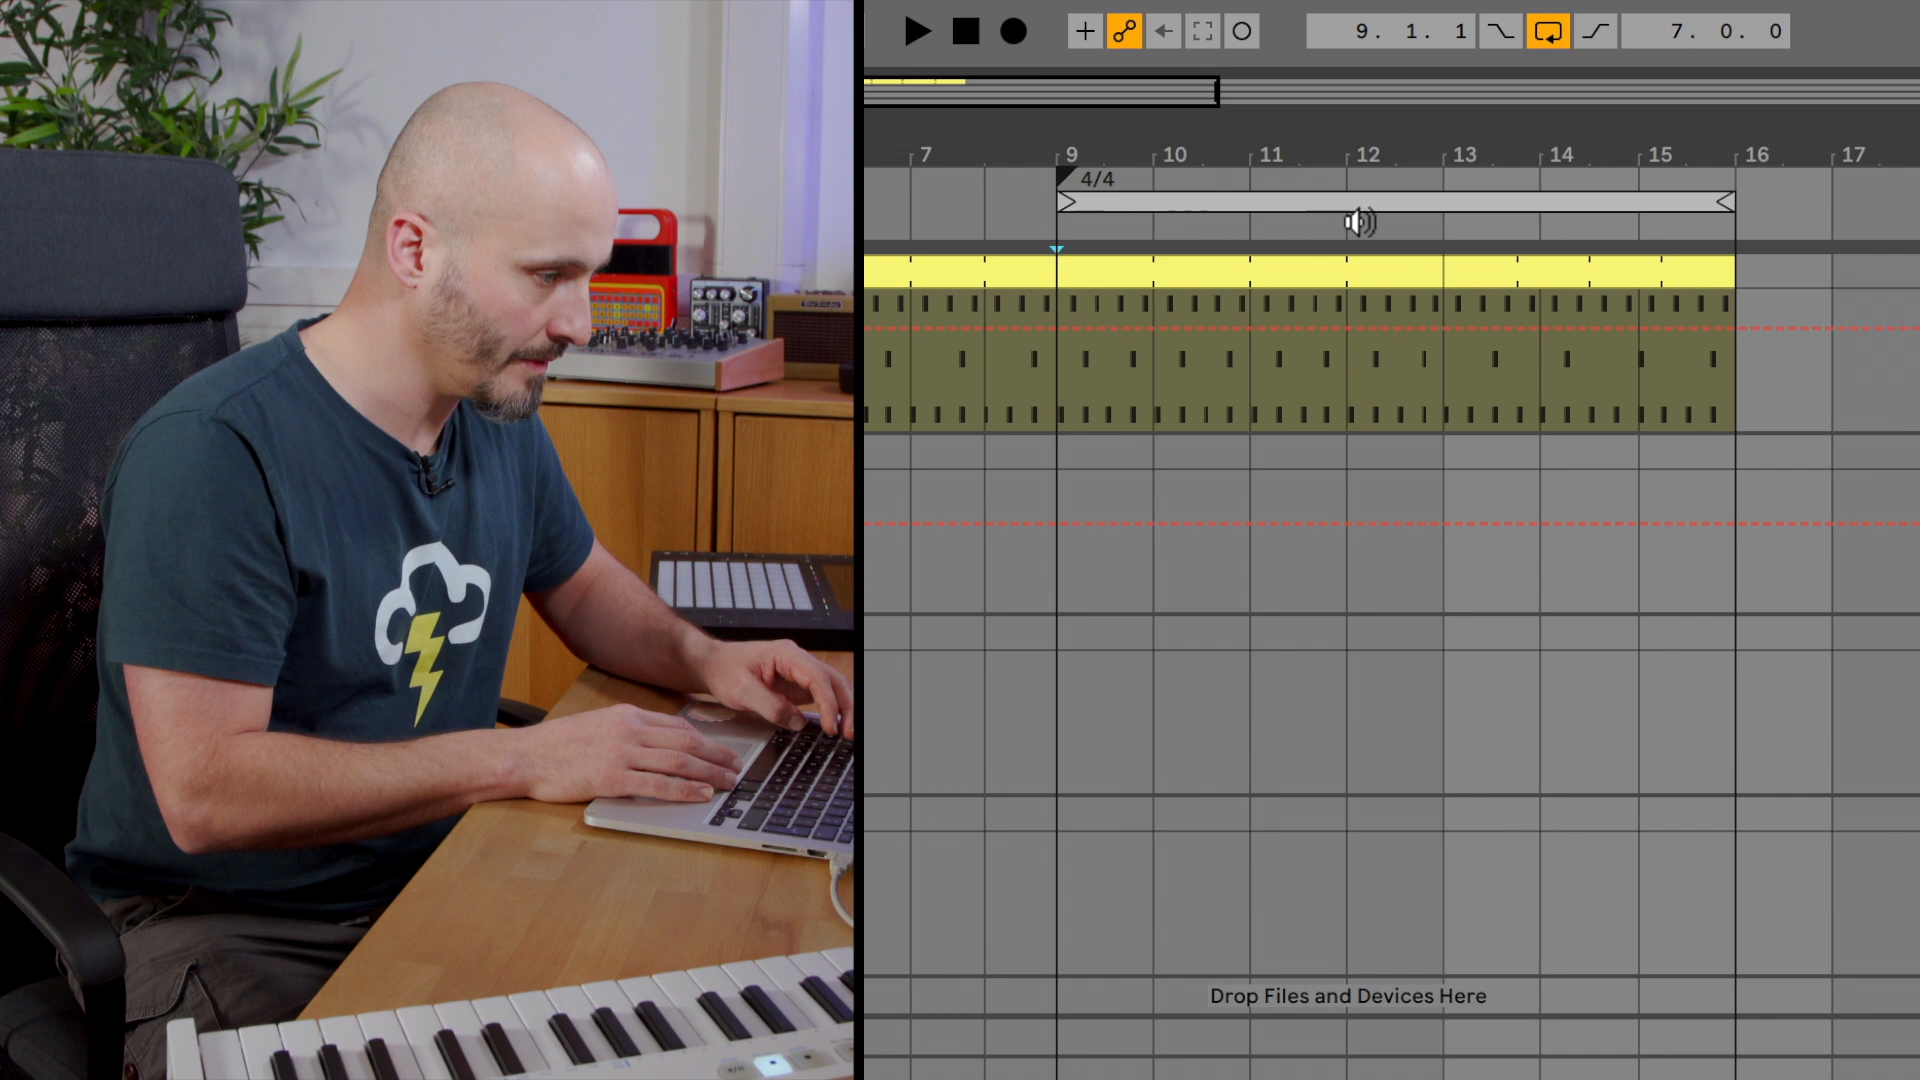 9. 1. 1
7. 0. 0
7 9 10 11 12 13 14 15 16 17
4/4
Drop Files and Devices Here